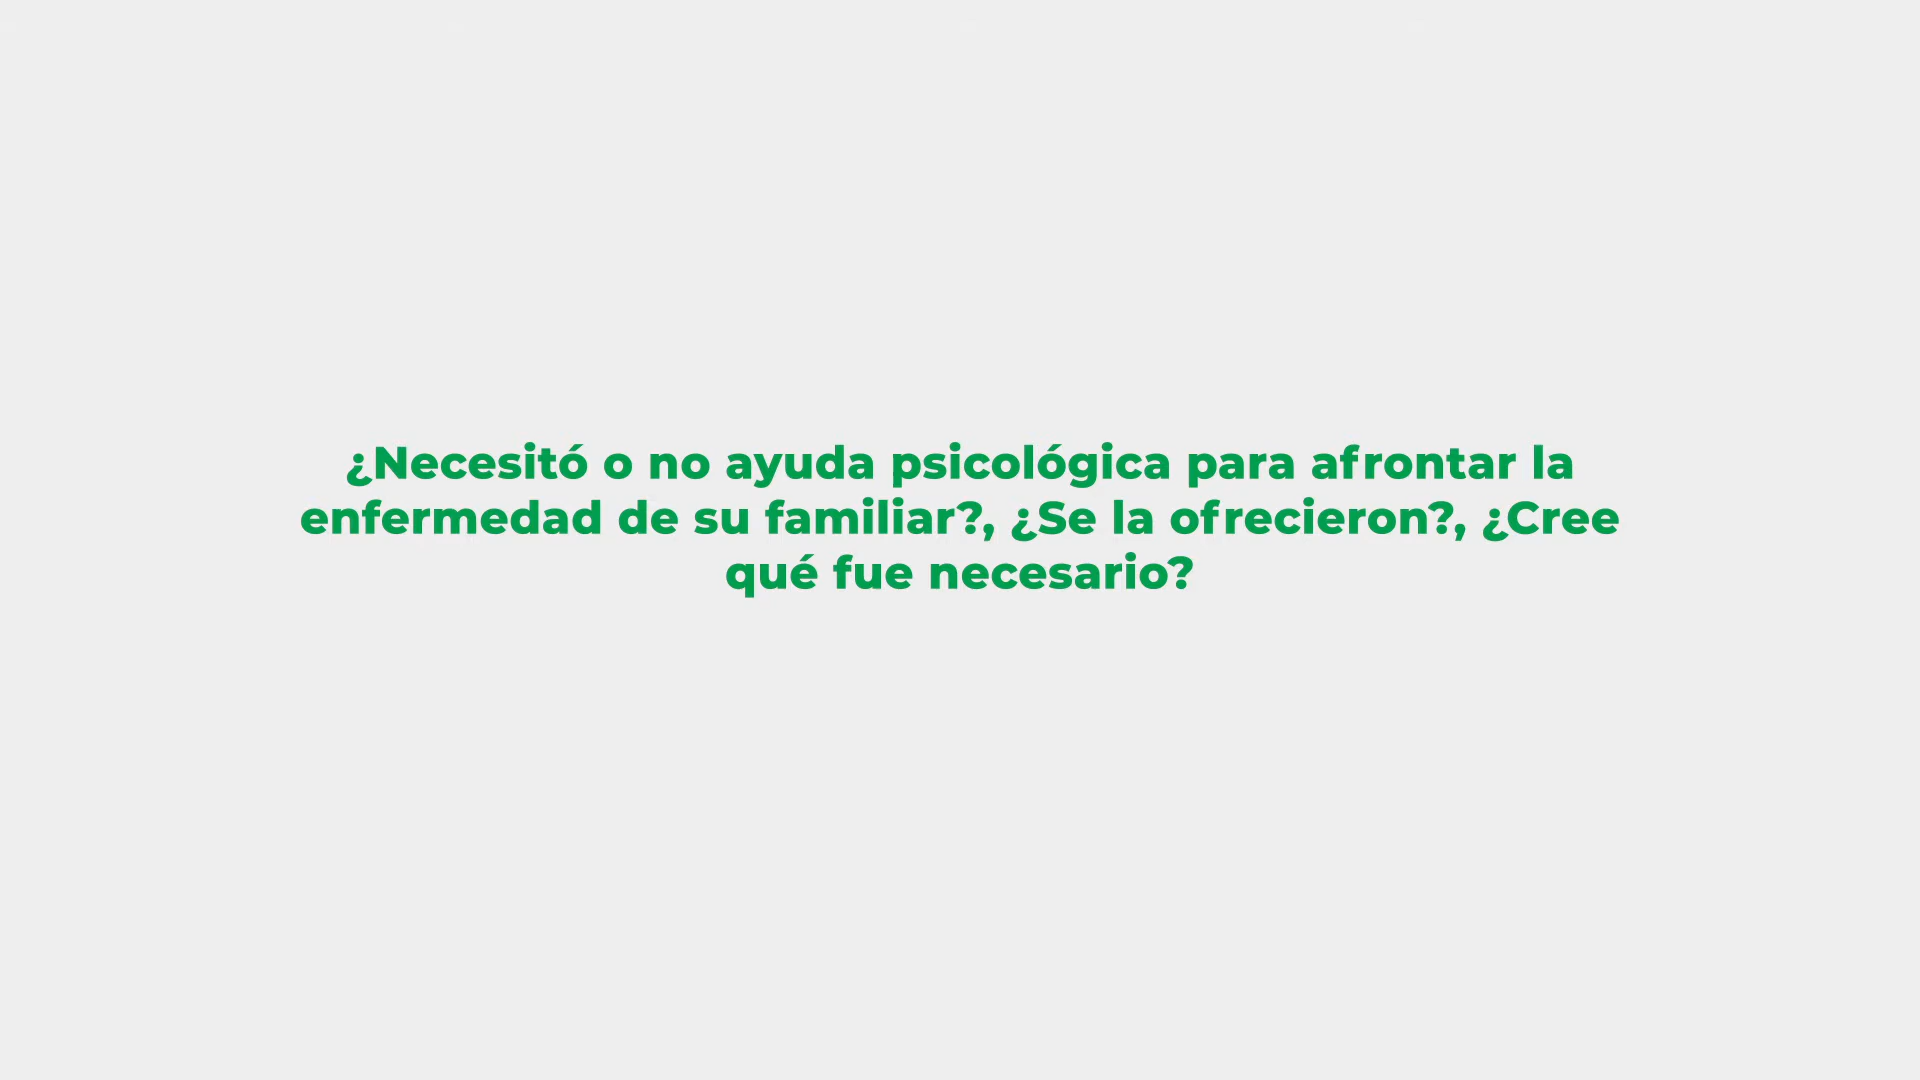 ¿Necesitó o no ayuda psicológica para afrontar la
enfermedad de su familiar?, ¿Se la ofrecieron?, ¿Cree
qué fue necesario?